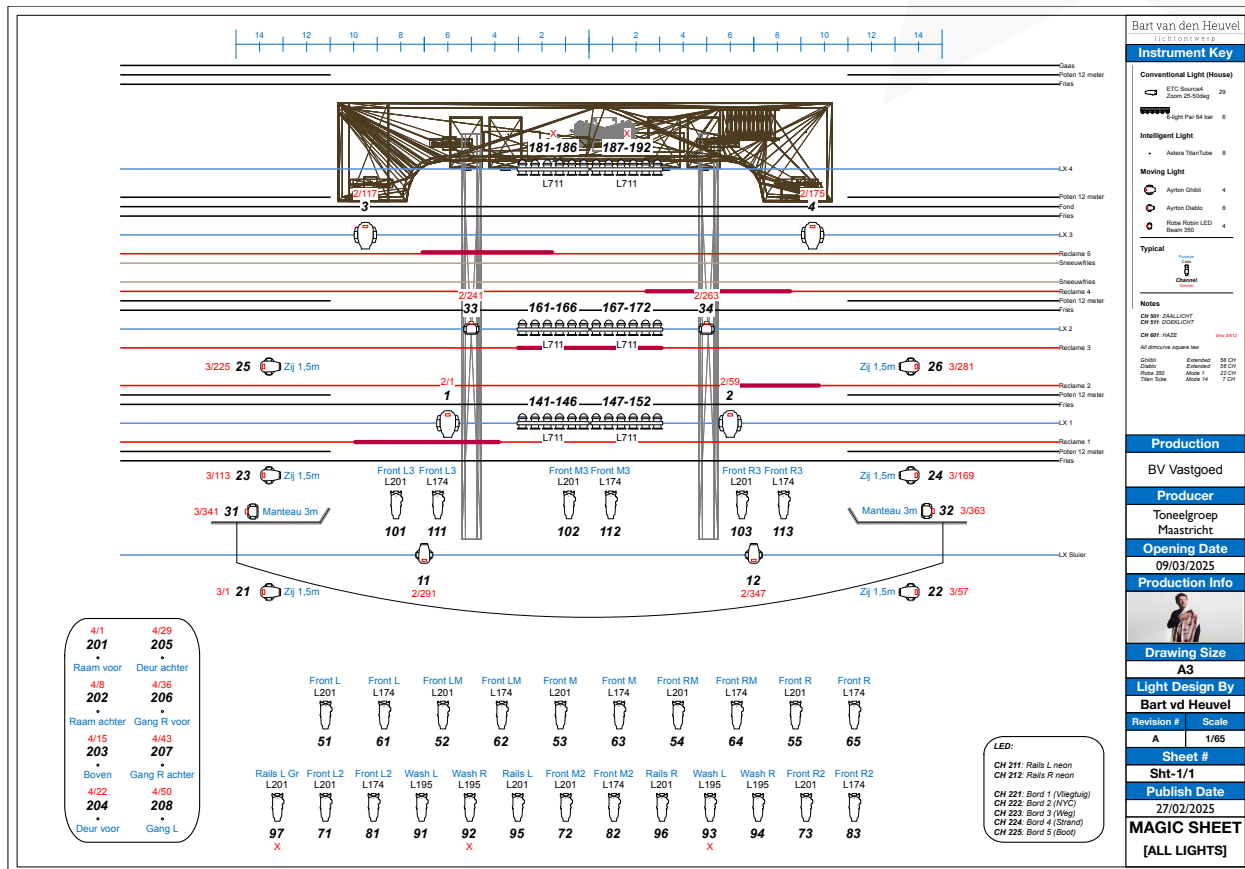 14 12 10 8 6 4 2 2 4 6 8 10 12 14
Gaas
Poten 12 meter
Fries
X X
181-186 187-192
LX 4
L711 L711
2/117 2/175
3 4
Poten 12 meter
Fond
Fries
LX 3
Reclame 5
Sneeuwfries
Sneeuwfries
Reclame 4
2/241 2/263
Poten 12 meter
33 161-166 167-172 34
Fries
LX 2
L711 L711
Reclame 3
3/225 25 Zij 1,5m Zij 1,5m 26 3/281
2/1 2/59
Reclame 2
1 141-146 147-152 2
Poten 12 meter
Fries
LX 1
L711 L711
Reclame 1
Poten 12 meter
Fries
3/113 23 Zij 1,5m Zij 1,5m 24 3/169
Front L3 Front L3 Front M3 Front M3 Front R3 Front R3
L201 L174 L201 L174 L201 L174
3/341 31 Manteau 3m Manteau 3m 32 3/363
101 111 102 112 103 113
LX Sluier
11 12
2/291 2/347
3/1 21 Zij 1,5m Zij 1,5m 22 3/57
4/1 4/29
201 205
Raam voor Deur achter
4/8 4/36
202 206
Raam achter Gang R voor
4/15 4/43
203 207
Boven Gang R achter
4/22 4/50
204 208
Deur voor Gang L
Front L Front L Front LM Front LM Front M Front M Front RM Front RM Front R Front R
L201 L174 L201 L174 L201 L174 L201 L174 L201 L174
51 61 52 62 53 63 54 64 55 65
Rails L Gr Front L2 Front L2 Wash L Wash R Rails L Front M2 Front M2 Rails R Wash L Wash R Front R2 Front R2
L201 L201 L174 L195 L195 L201 L201 L174 L201 L195 L195 L201 L174
97 71 81 91 92 95 72 82 96 93 94 73 83
X X X
LED:
CH 211: Rails L neon
CH 212: Rails R neon
CH 221: Bord 1 (Vliegtuig)
CH 222: Bord 2 (NYC)
CH 223: Bord 3 (Weg)
CH 224: Bord 4 (Strand)
CH 225: Bord 5 (Boot)
Bart van den Heuvel
lichtontwerp
Instrument Key
Conventional Light (House)
ETC Source4
Zoom 25-50deg 29
6-light Par 64 bar 6
Intelligent Light
Astera TitanTube 8
Moving Light
Ayrton Ghibli 4
Ayrton Diablo 8
Robe Robin LED
Beam 350 4
Typical
Purpose
Color
Channel
Dimmer
Notes
CH 501: ZAALLICHT
CH 511: DOEKLICHT
CH 601: HAZE
All dimcurve square law
Ghibli Extended 58 CH
Diablo Extended 56 CH
Robe 350 Mode 1 22 CH
Titan Tube Mode 14 7 CH
Production
BV Vastgoed
Producer
Toneelgroep
Maastricht
Opening Date
09/03/2025
Production Info
Drawing Size
A3
Light Design By
Bart vd Heuvel
Revision # Scale
A 1/65
Sheet #
Sht-1/1
Publish Date
27/02/2025
MAGIC SHEET
[ALL LIGHTS]